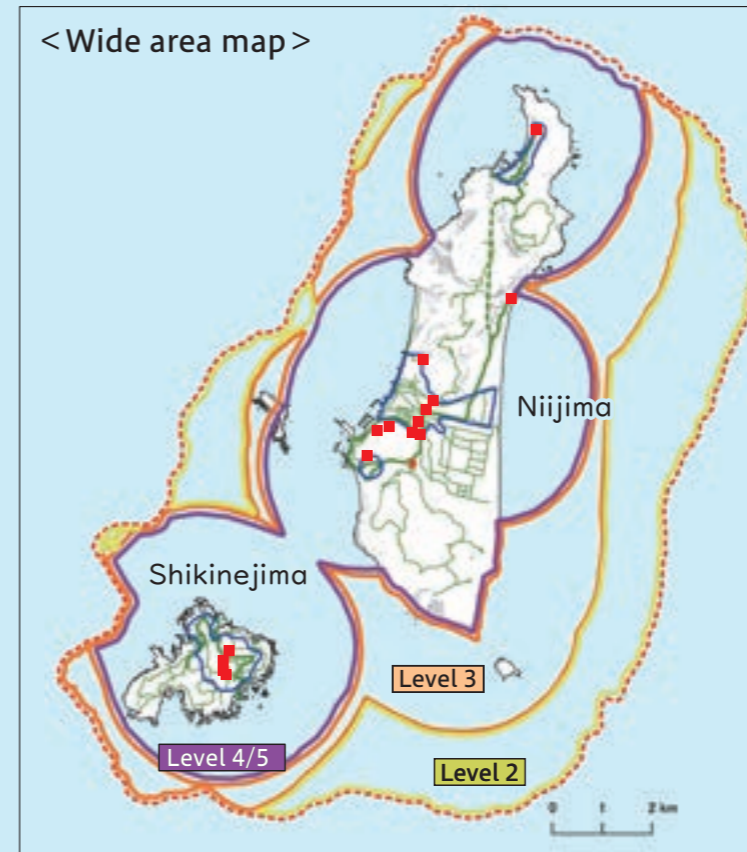 <Wide area map>
Niijima
Shikinejima
Level 3
Level 4/5
Level 2
0 1 2 km